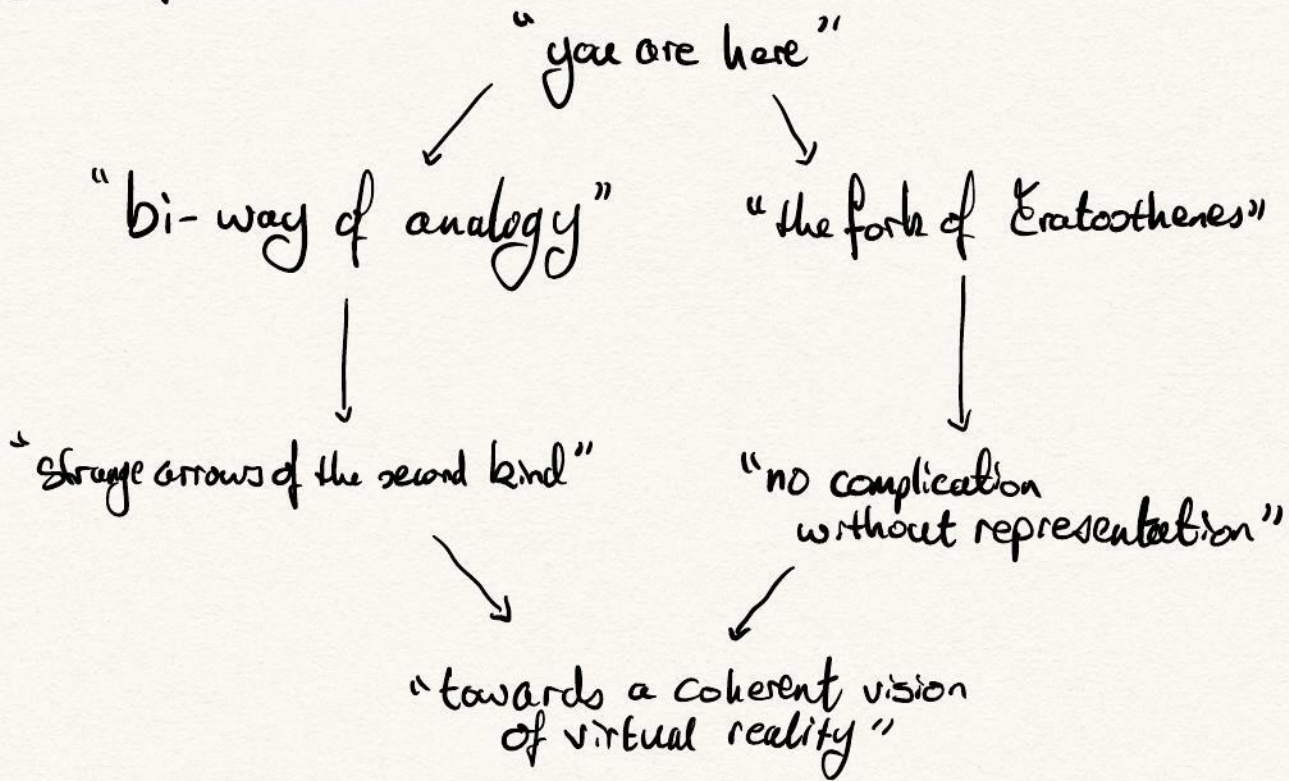 "you are here"
"bi-way of analogy" "the fork of Eratosthenes"
"strange arrows of the second kind" "no complication
without representation"
"towards a coherent vision
of virtual reality"